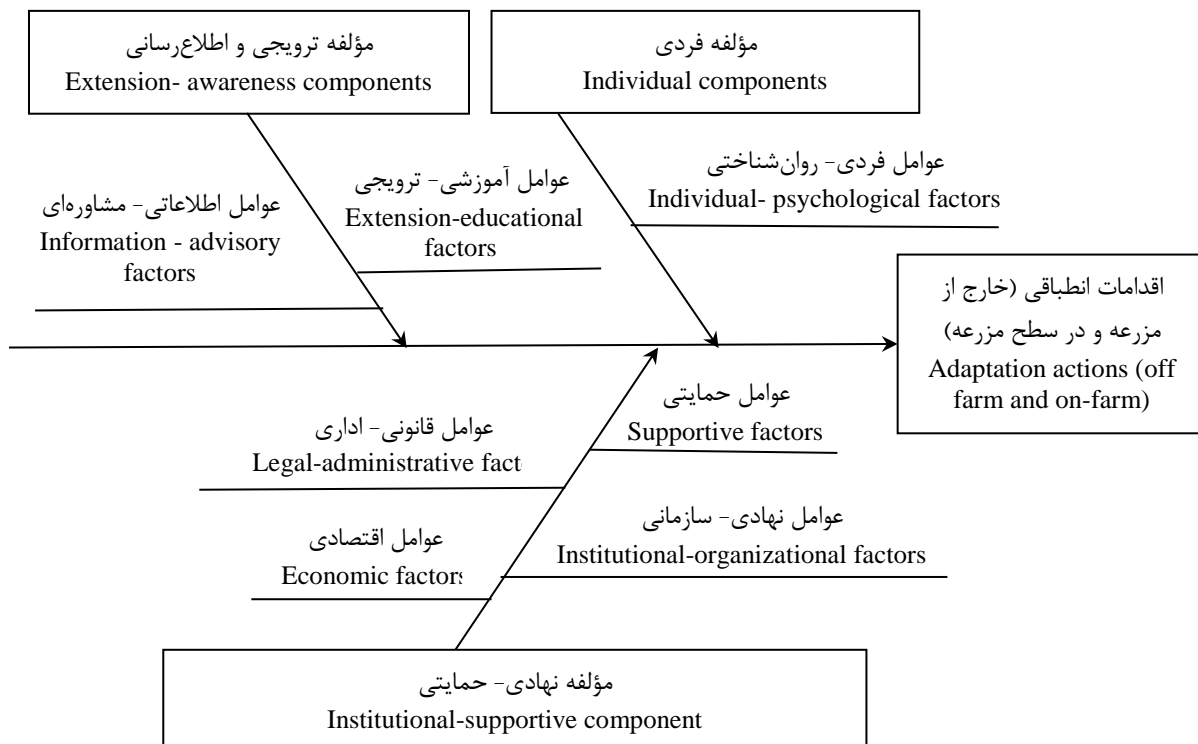 مؤلفه ترویجی و اطلاع‌رسانی
Extension- awareness components
مؤلفه فردی
Individual components
عوامل فردی- روان‌شناختی
Individual- psychological factors
عوامل آموزشی- ترویجی
Extension-educational
factors
عوامل اطلاعاتی- مشاوره‌ای
Information - advisory
factors
اقدامات انطباقی (خارج از
مزرعه و در سطح مزرعه)
Adaptation actions (off
farm and on-farm)
عوامل حمایتی
Supportive factors
عوامل قانونی- اداری
Legal-administrative fact
عوامل نهادی- سازمانی
Institutional-organizational factors
عوامل اقتصادی
Economic factors
مؤلفه نهادی- حمایتی
Institutional-supportive component